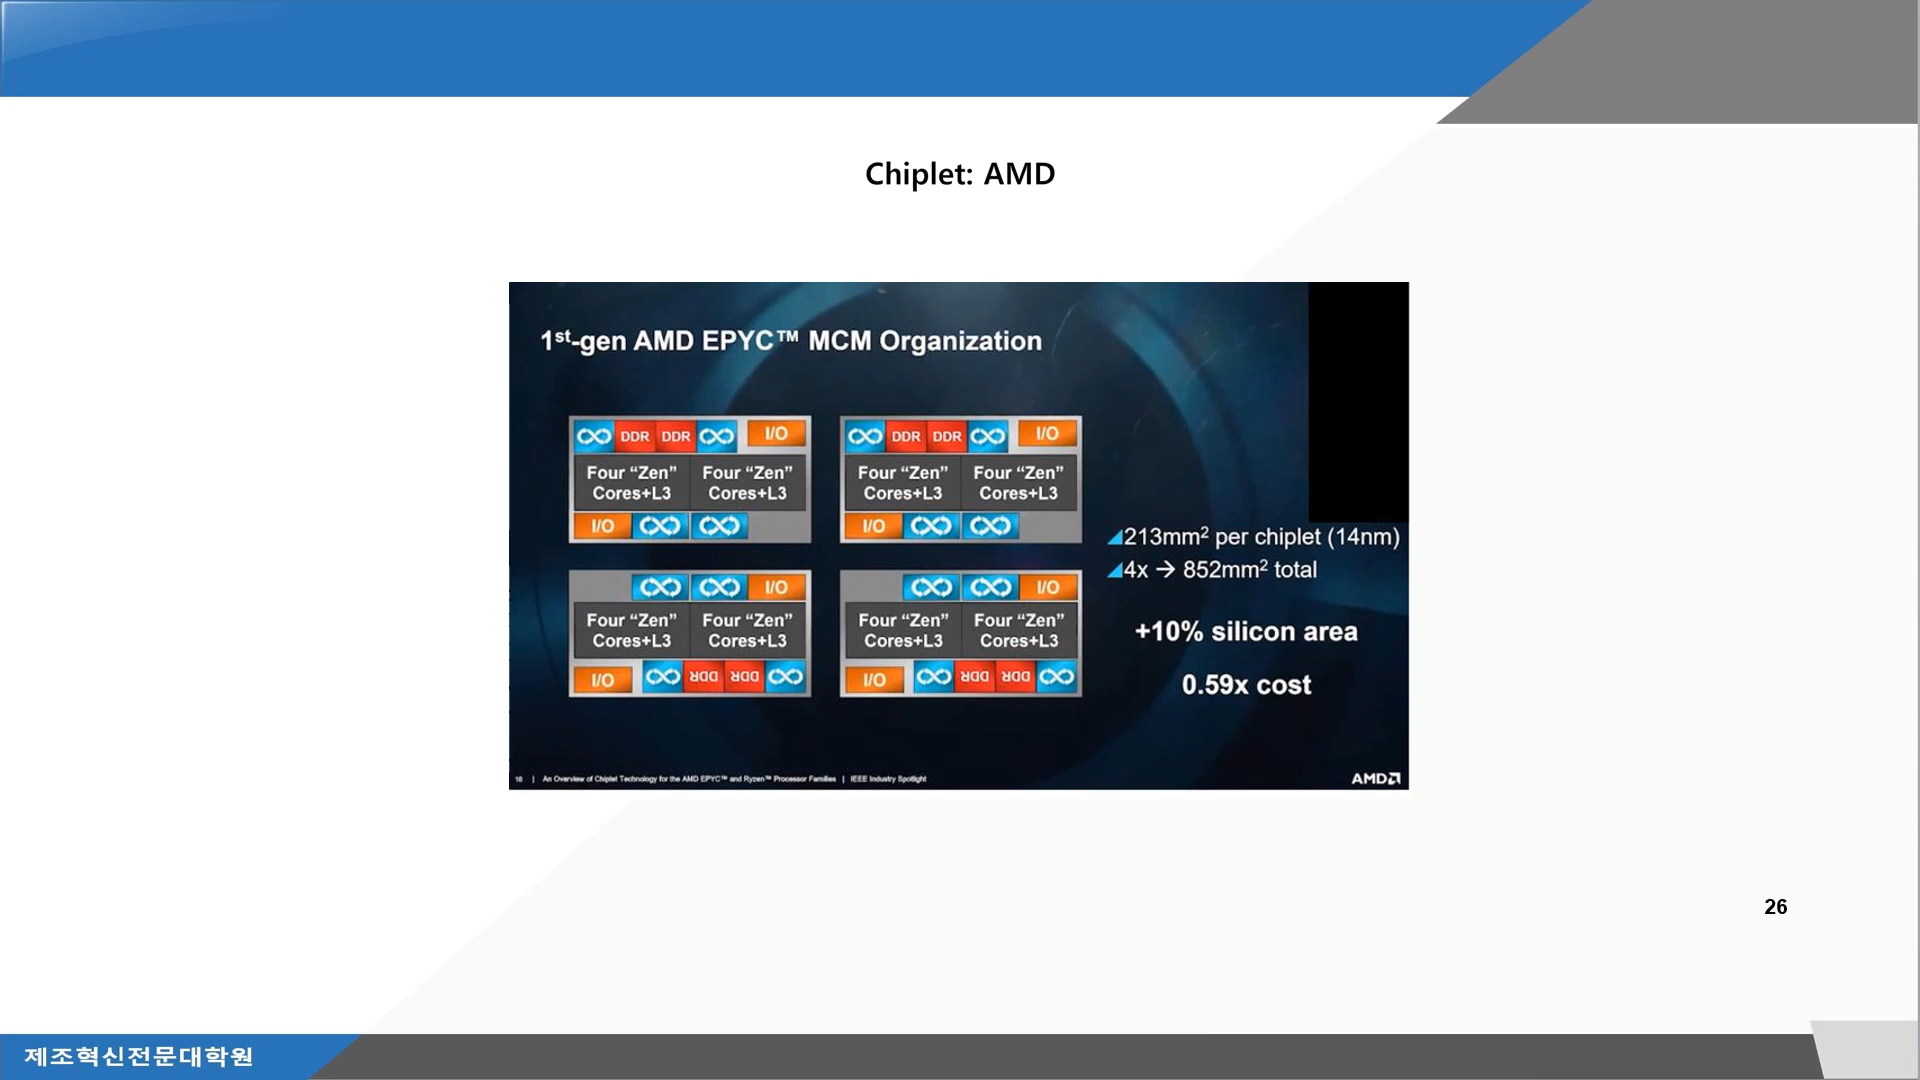 Chiplet: AMD
1st-gen AMD EPYC™ MCM Organization
DDR DDR I/O
Four “Zen” Cores+L3
Four “Zen” Cores+L3
I/O
DDR DDR I/O
Four “Zen” Cores+L3
Four “Zen” Cores+L3
I/O
I/O
Four “Zen” Cores+L3
Four “Zen” Cores+L3
I/O DDR DDR
I/O
Four “Zen” Cores+L3
Four “Zen” Cores+L3
I/O DDR DDR
213mm² per chiplet (14nm)
4x → 852mm² total
+10% silicon area
0.59x cost
16 | An Overview of Chiplet Technology for the AMD EPYC™ and Ryzen™ Processor Families | IEEE Industry Spotlight
AMD
26
제조혁신전문대학원